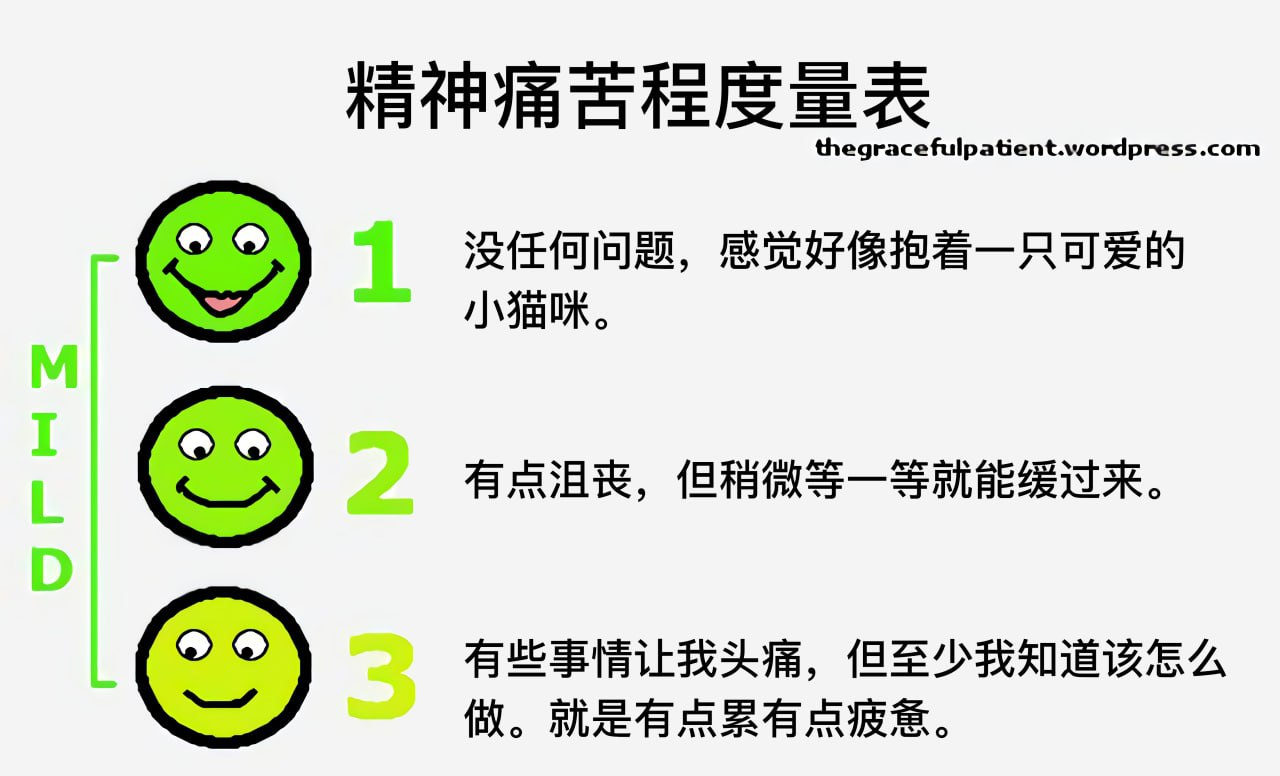 精神痛苦程度量表
thegracefulpatient.wordpress.com
MILD
1
没任何问题，感觉好像抱着一只可爱的
小猫咪。
2
有点沮丧，但稍微等一等就能缓过来。
3
有些事情让我头痛，但至少我知道该怎么
做。就是有点累有点疲惫。